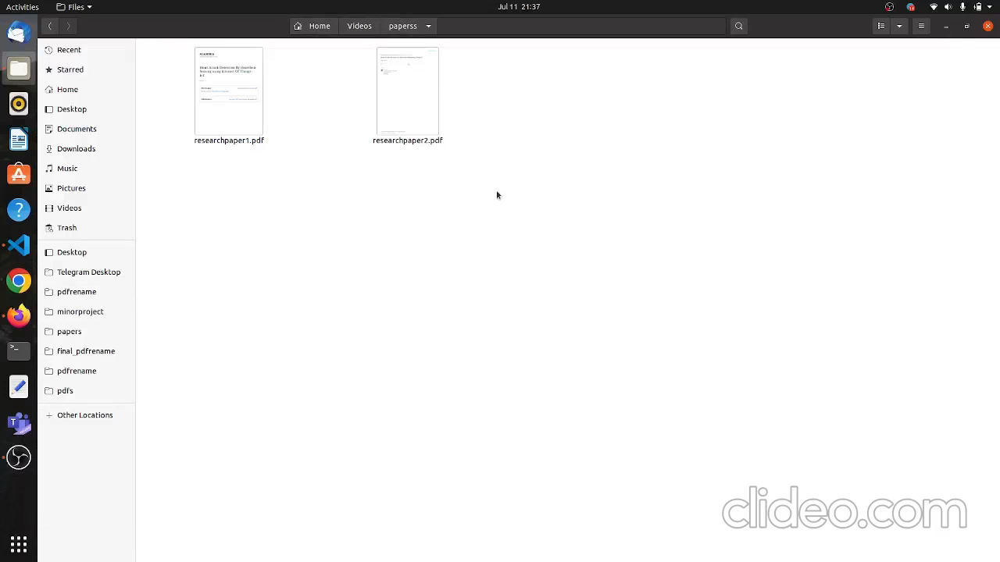 Activities
Files
Jul 11 21:37
14
Home
Videos
paperss
Recent
Starred
Home
Desktop
Documents
Downloads
Music
Pictures
Videos
Trash
Desktop
Telegram Desktop
pdfrename
minorproject
papers
final_pdfrename
pdfrename
pdfs
Other Locations
ACADEMIA
Heart Attack Detection By Heartbeat
Sensing using Internet Of Things :
IoT
researchpaper1.pdf
researchpaper2.pdf
clideo.com